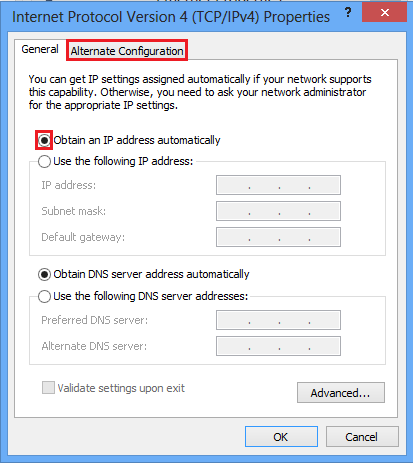 Internet Protocol Version 4 (TCP/IPv4) Properties
General
Alternate Configuration
You can get IP settings assigned automatically if your network supports
this capability. Otherwise, you need to ask your network administrator
for the appropriate IP settings.
Obtain an IP address automatically
Use the following IP address:
IP address:
Subnet mask:
Default gateway:
Obtain DNS server address automatically
Use the following DNS server addresses:
Preferred DNS server:
Alternate DNS server:
Validate settings upon exit
Advanced...
OK
Cancel